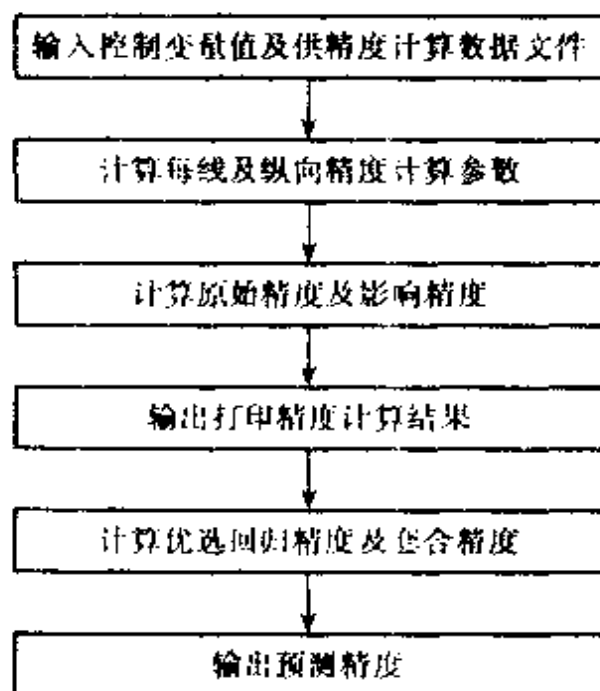 输入控制变量值及供精度计算数据文件
计算每线及纵向精度计算参数
计算原始精度及影响精度
输出打印精度计算结果
计算优选回归精度及套合精度
输出预测精度